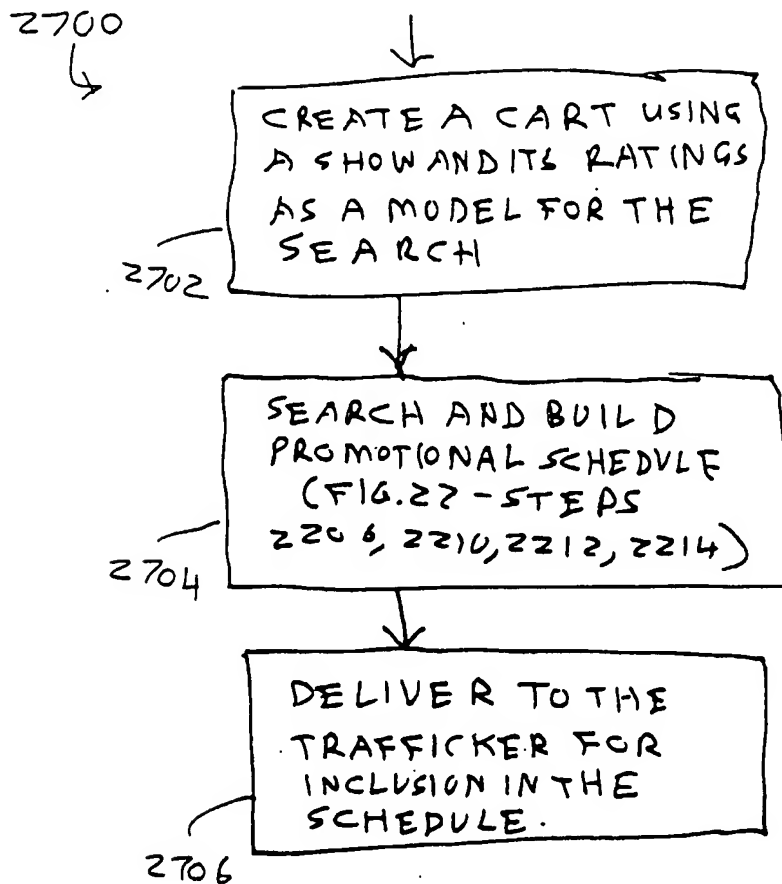 2700
CREATE A CART USING
A SHOW AND ITS RATINGS
AS A MODEL FOR THE
SEARCH
2702
SEARCH AND BUILD
PROMOTIONAL SCHEDULE
(FIG. 22 - STEPS
2206, 2210, 2212, 2214)
2704
DELIVER TO THE
TRAFFICKER FOR
INCLUSION IN THE
SCHEDULE.
2706